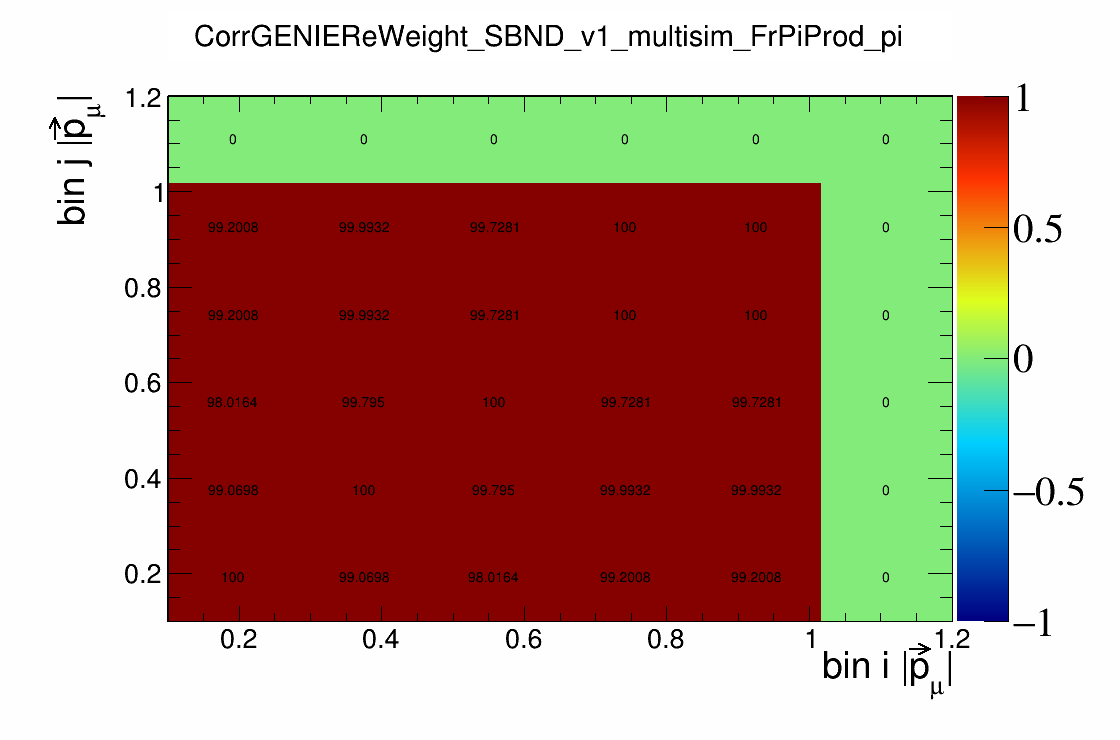 CorrGENIEReWeight_SBND_v1_multisim_FrPiProd_pi
bin j |p⃗μ|
1.2
1
0.8
0.6
0.4
0.2
0 0 0 0 0 0
99.2008 99.9932 99.7281 100 100 0
99.2008 99.9932 99.7281 100 100 0
98.0164 99.795 100 99.7281 99.7281 0
99.0698 100 99.795 99.9932 99.9932 0
100 99.0698 98.0164 99.2008 99.2008 0
0.2 0.4 0.6 0.8 1 1.2
bin i |p⃗μ|
1
0.5
0
−0.5
−1